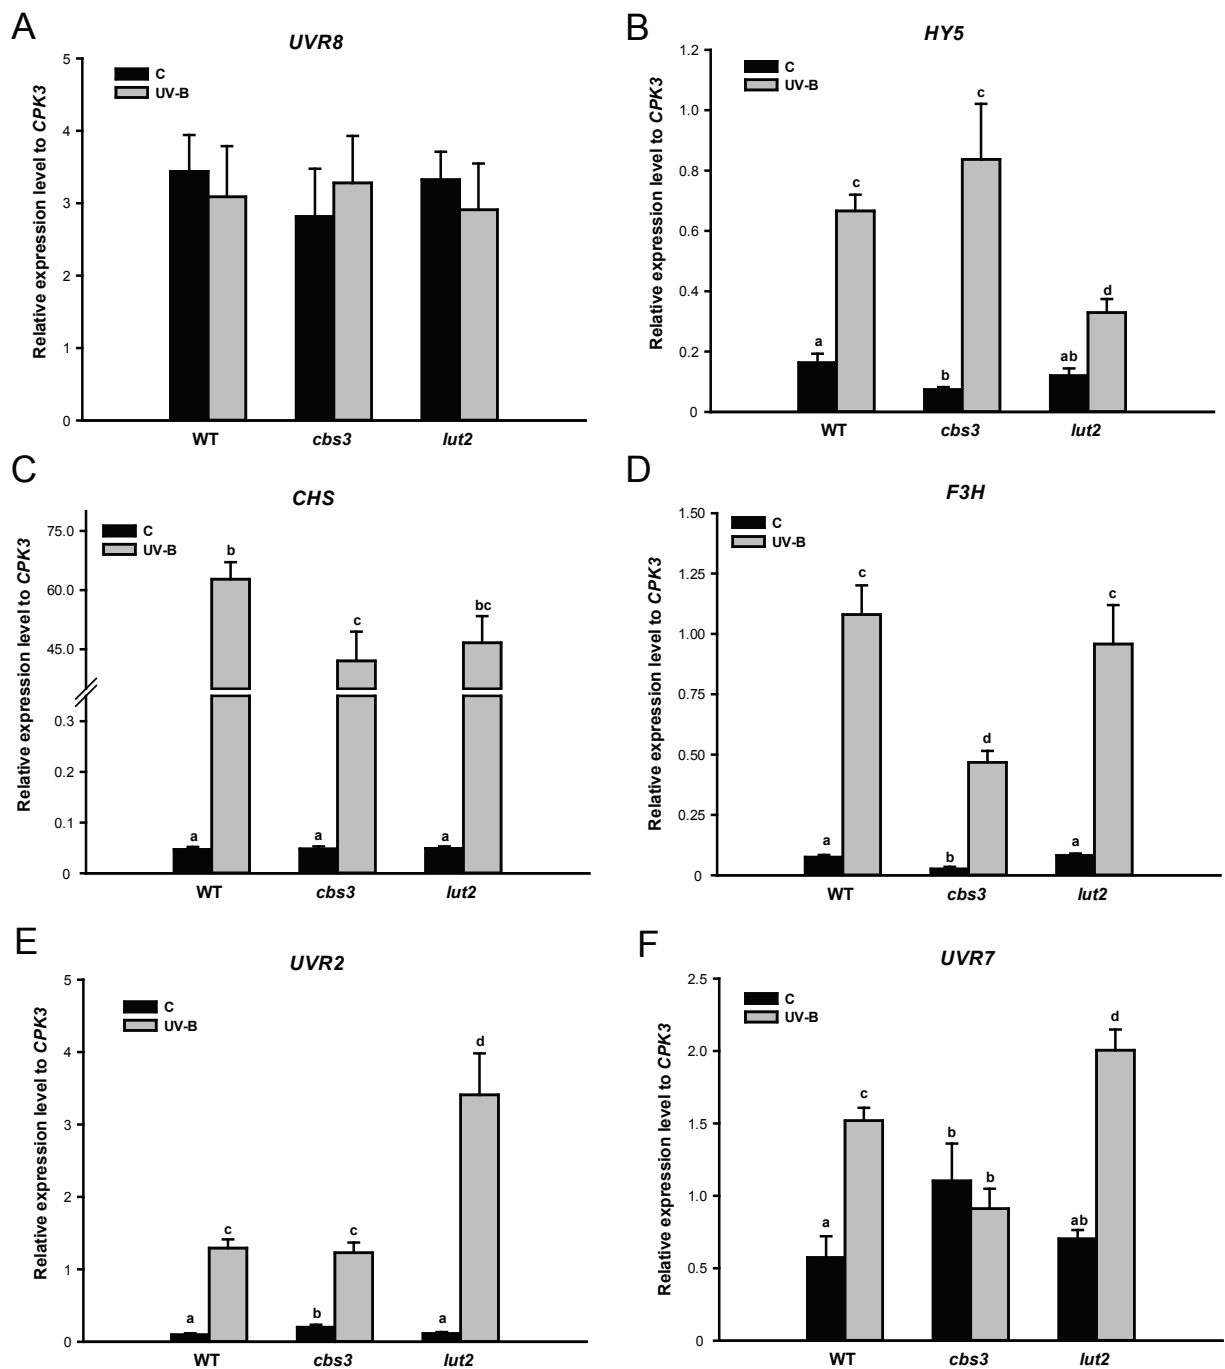 A
UVR8
C
UV-B
Relative expression level to CPK3
5
4
3
2
1
0
WT
cbs3
lut2
B
HY5
C
UV-B
Relative expression level to CPK3
1.2
1.0
0.8
0.6
0.4
0.2
0
a
c
b
c
ab
d
WT
cbs3
lut2
C
CHS
C
UV-B
Relative expression level to CPK3
75.0
60.0
45.0
0.3
0.2
0.1
0
a
b
a
c
a
bc
WT
cbs3
lut2
D
F3H
C
UV-B
Relative expression level to CPK3
1.50
1.25
1.00
0.75
0.50
0.25
0
a
c
b
d
a
c
WT
cbs3
lut2
E
UVR2
C
UV-B
Relative expression level to CPK3
5
4
3
2
1
0
a
c
b
c
a
d
WT
cbs3
lut2
F
UVR7
C
UV-B
Relative expression level to CPK3
2.5
2.0
1.5
1.0
0.5
0
a
c
b
b
ab
d
WT
cbs3
lut2